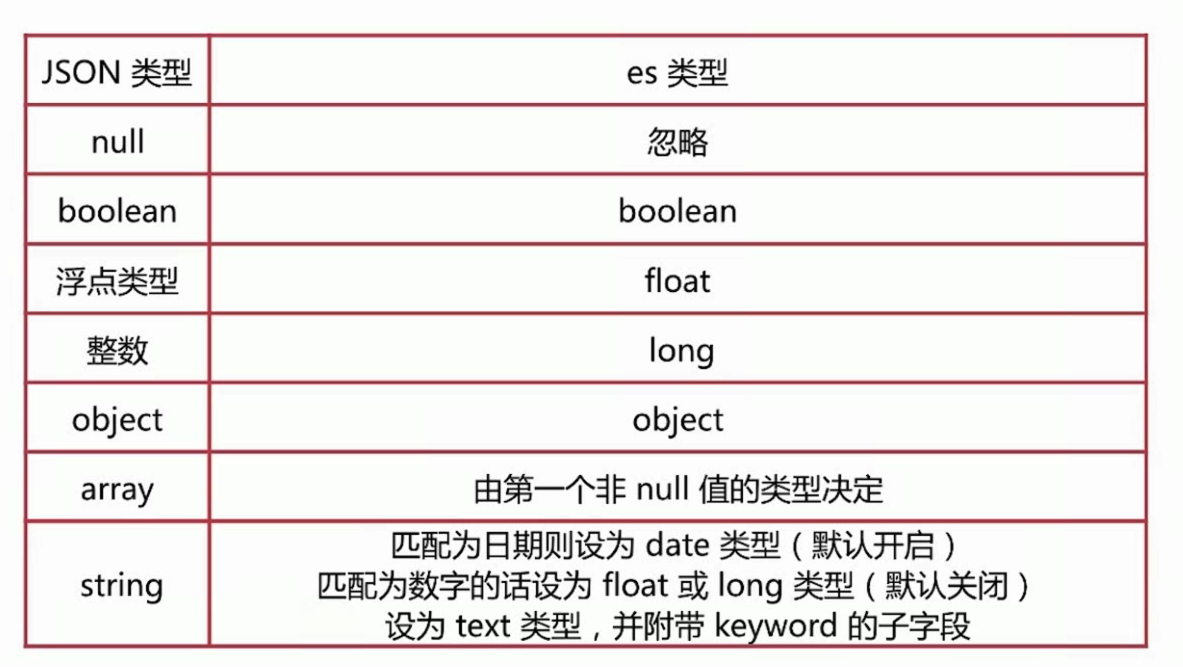 JSON 类型 es 类型
null 忽略
boolean boolean
浮点类型 float
整数 long
object object
array 由第一个非 null 值的类型决定
匹配为日期则设为 date 类型（默认开启）
string 匹配为数字的话设为 float 或 long 类型（默认关闭）
设为 text 类型，并附带 keyword 的子字段